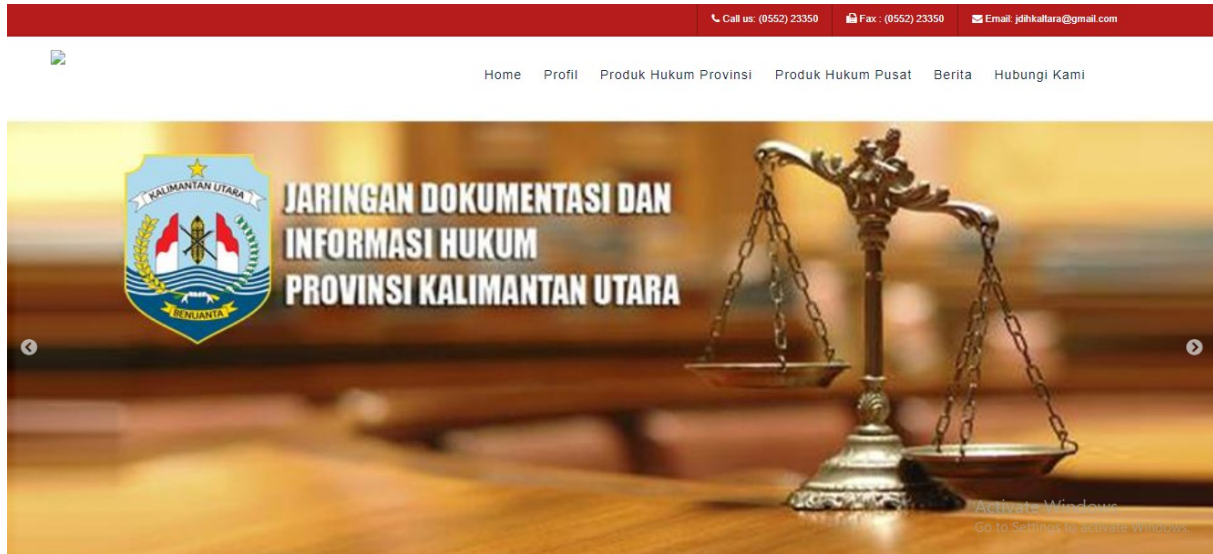 Call us: (0552) 23350 Fax : (0552) 23350 Email: jdihkaltara@gmail.com
Home Profil Produk Hukum Provinsi Produk Hukum Pusat Berita Hubungi Kami
KALIMANTAN UTARA
JARINGAN DOKUMENTASI DAN
INFORMASI HUKUM
PROVINSI KALIMANTAN UTARA
BENUANTA
Activate Windows
Go to Settings to activate Windows.